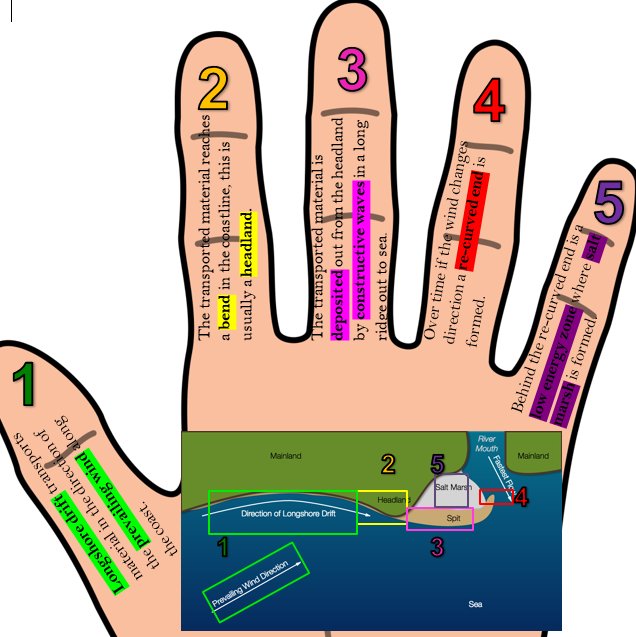 1
Longshore drift transports
material in the direction of
the prevailing wind along
the coast.
2
The transported material reaches
a bend in the coastline, this is
usually a headland.
3
The transported material is
deposited out from the headland
by constructive waves in a long
ridge out to sea.
4
Over time if the wind changes
direction a re-curved end is
formed.
5
Behind the re-curved end is a
low energy zone where salt
marsh is formed.
Mainland
River
Mouth
Mainland
2
5
Fastest
Salt Marsh
4
Headland
Direction of Longshore Drift
Spit
1
3
Prevailing Wind Direction
Sea